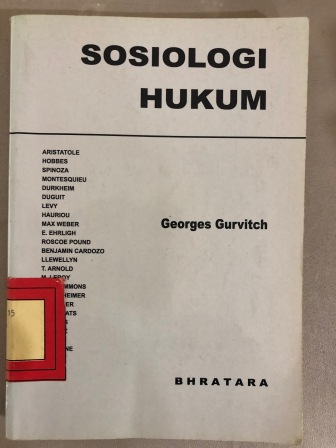 SOSIOLOGI
HUKUM
ARISTATOLE
HOBBES
SPINOZA
MONTESQUIEU
DURKHEIM
DUGUIT
LEVY
HAURIOU
MAX WEBER
E. EHRLIGH
ROSCOE POUND
BENJAMIN CARDOZO
LLEWELLYN
T. ARNOLD
Georges Gurvitch
BHRATARA